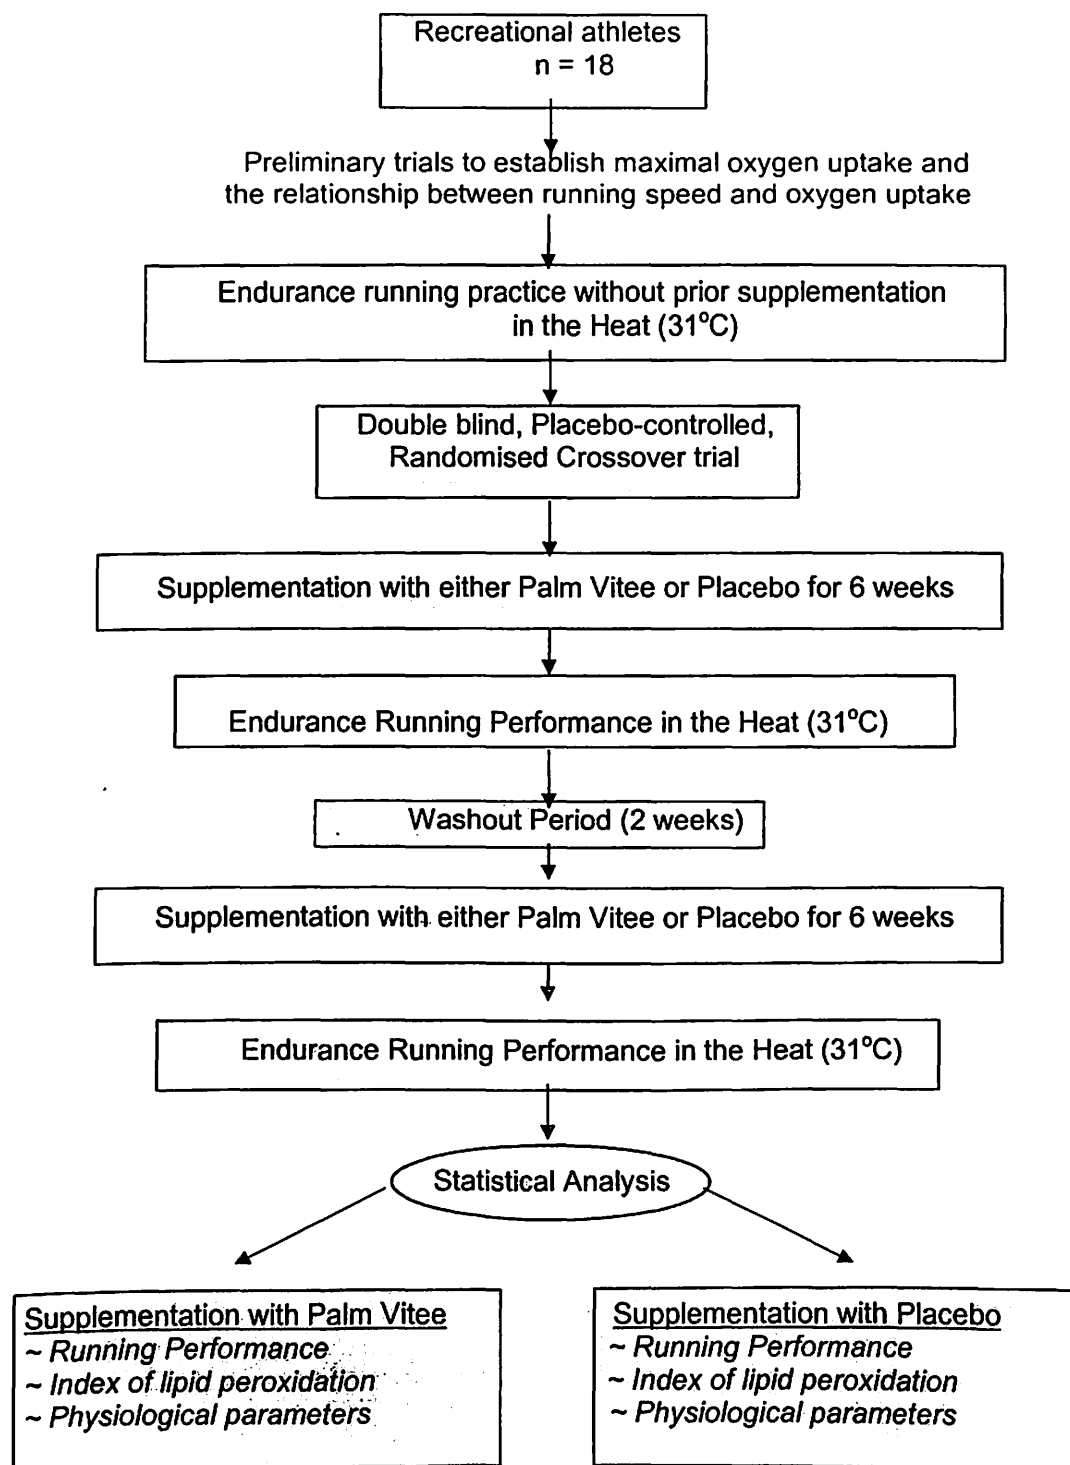 Recreational athletes
n = 18
Preliminary trials to establish maximal oxygen uptake and
the relationship between running speed and oxygen uptake
Endurance running practice without prior supplementation
in the Heat (31°C)
Double blind, Placebo-controlled,
Randomised Crossover trial
Supplementation with either Palm Vitee or Placebo for 6 weeks
Endurance Running Performance in the Heat (31°C)
Washout Period (2 weeks)
Supplementation with either Palm Vitee or Placebo for 6 weeks
Endurance Running Performance in the Heat (31°C)
Statistical Analysis
Supplementation with Palm Vitee
~ Running Performance
~ Index of lipid peroxidation
~ Physiological parameters
Supplementation with Placebo
~ Running Performance
~ Index of lipid peroxidation
~ Physiological parameters